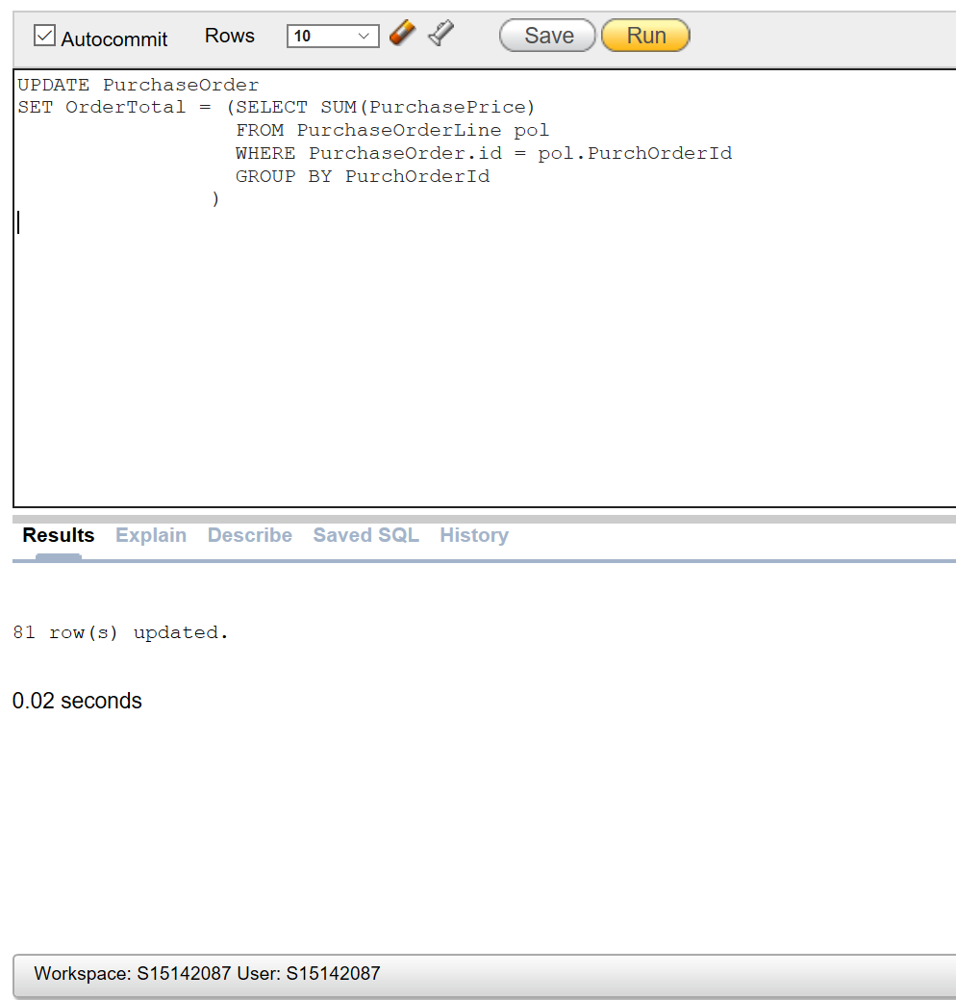 Autocommit Rows 10 Save Run
UPDATE PurchaseOrder
SET OrderTotal = (SELECT SUM(PurchasePrice)
FROM PurchaseOrderLine pol
WHERE PurchaseOrder.id = pol.PurchOrderId
GROUP BY PurchOrderId
)
Results Explain Describe Saved SQL History
81 row(s) updated.
0.02 seconds
Workspace: S15142087 User: S15142087